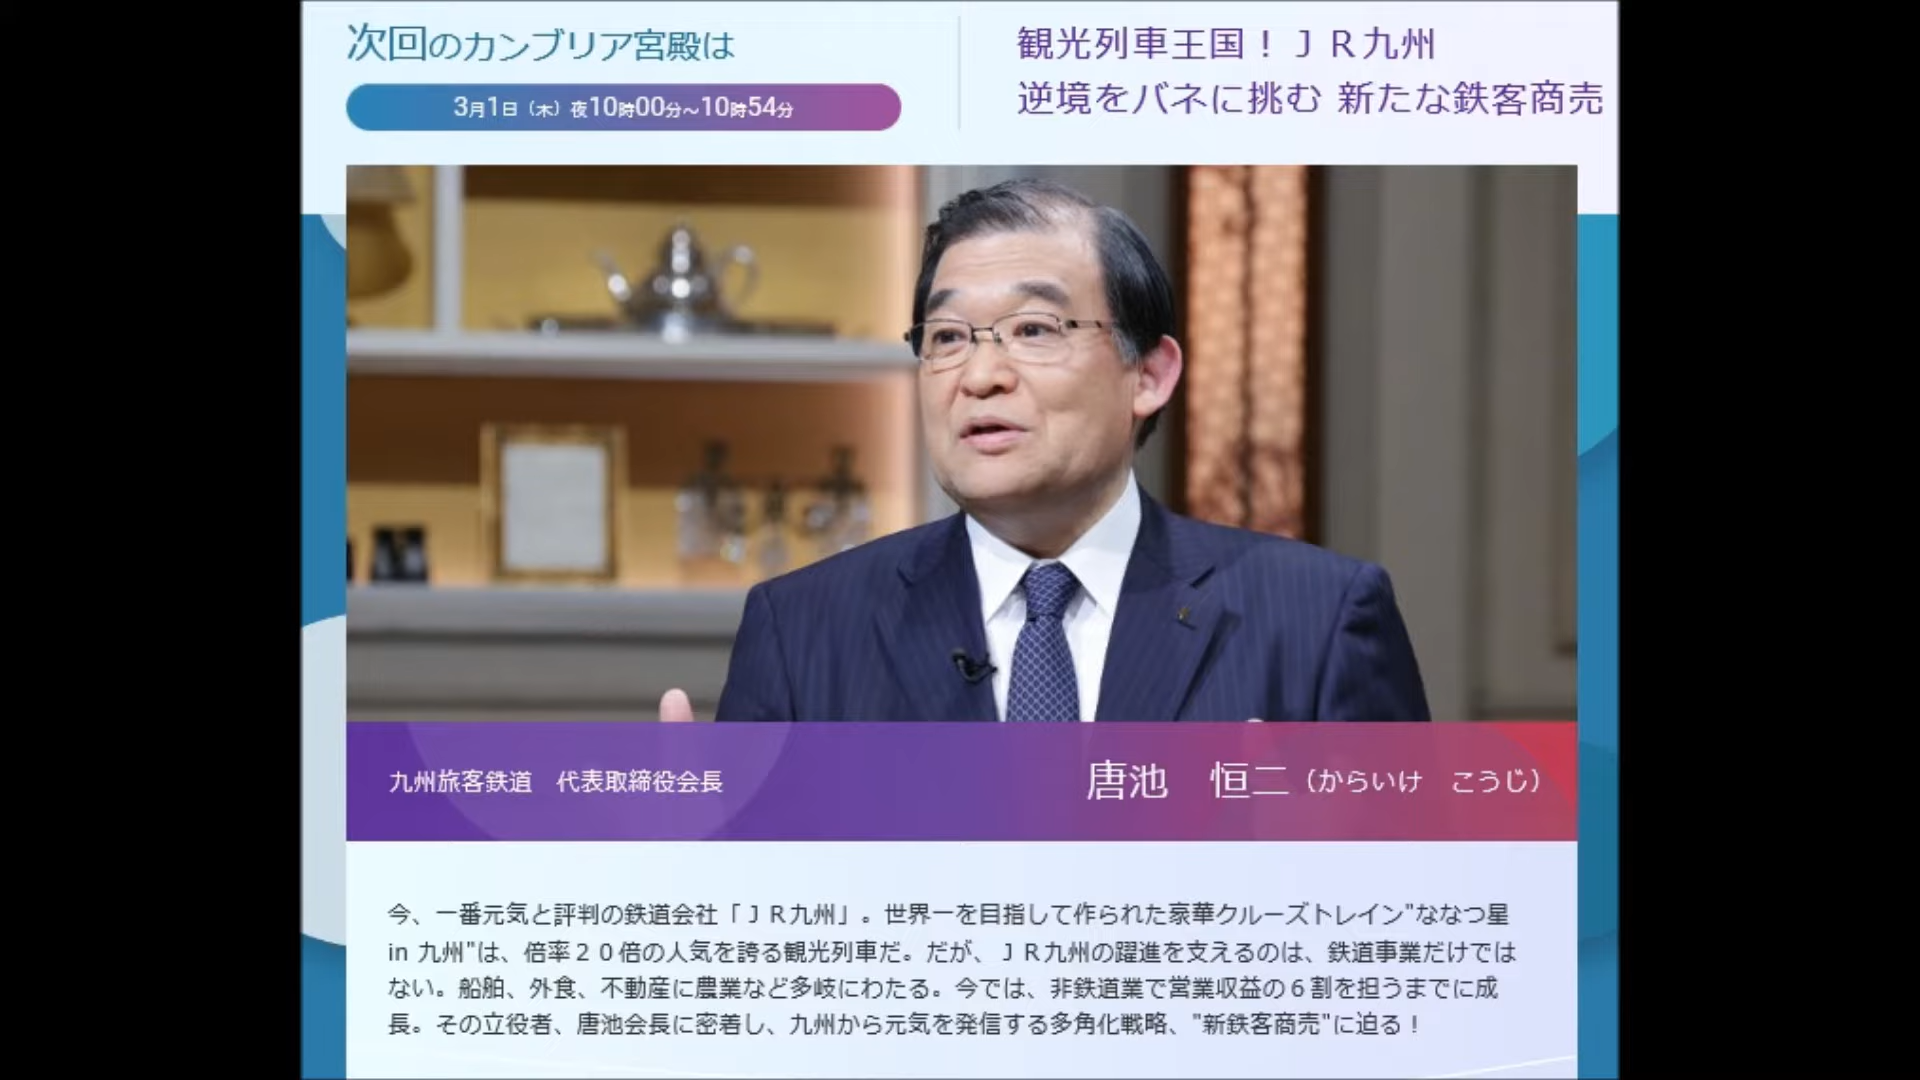 次回のカンブリア宮殿は
3月1日（木）夜10時00分～10時54分
観光列車王国！ＪＲ九州
逆境をバネに挑む 新たな鉄客商売
九州旅客鉄道　代表取締役会長
唐池　恒二（からいけ　こうじ）
今、一番元気と評判の鉄道会社「ＪＲ九州」。世界一を目指して作られた豪華クルーズトレイン"ななつ星
in 九州"は、倍率２０倍の人気を誇る観光列車だ。だが、ＪＲ九州の躍進を支えるのは、鉄道事業だけでは
ない。船舶、外食、不動産に農業など多岐にわたる。今では、非鉄道業で営業収益の６割を担うまでに成
長。その立役者、唐池会長に密着し、九州から元気を発信する多角化戦略、"新鉄客商売"に迫る！